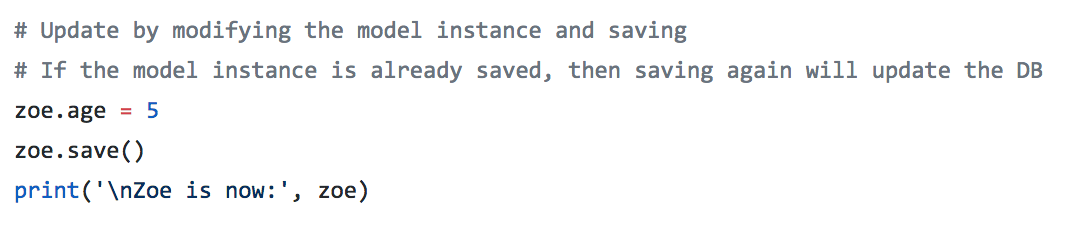 # Update by modifying the model instance and saving
# If the model instance is already saved, then saving again will update the DB
zoe.age = 5
zoe.save()
print('\nZoe is now:', zoe)